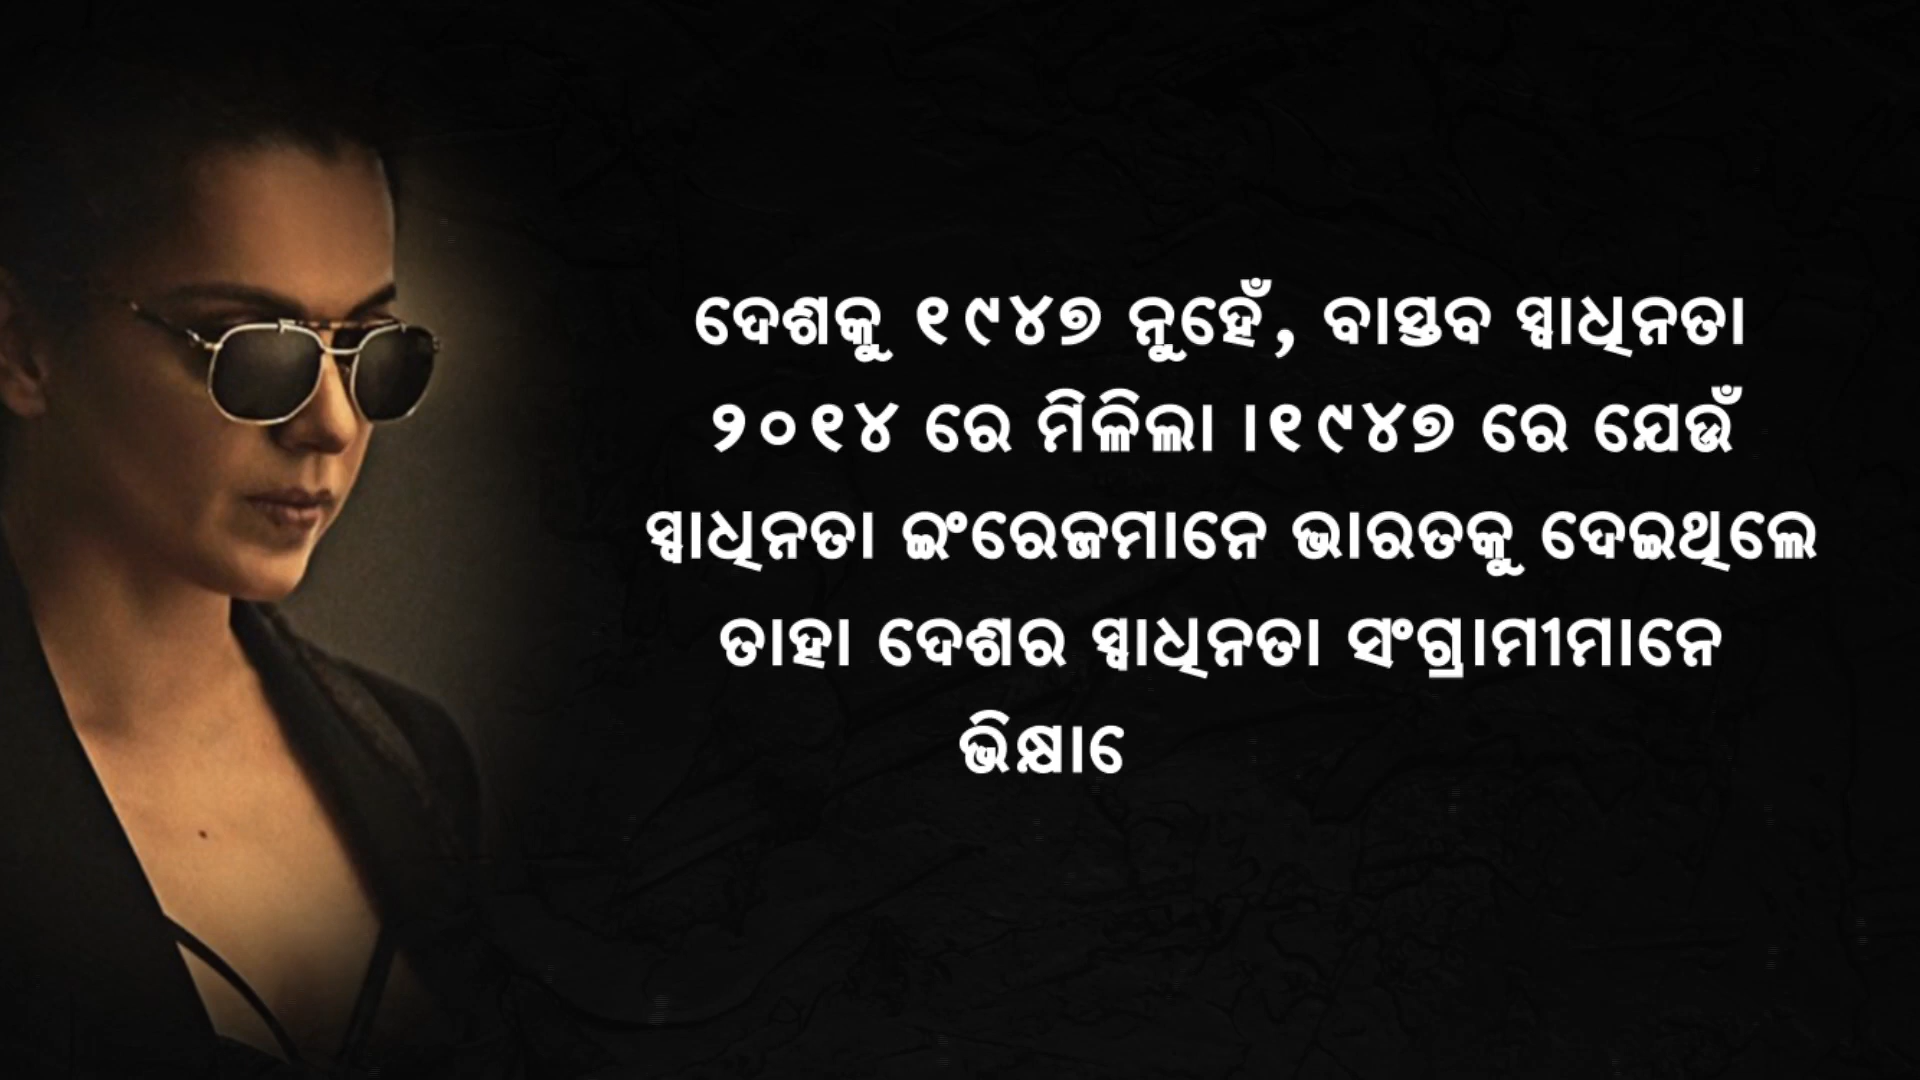 ଦେଶକୁ ୧୯୪୭ ନୁହେଁ, ବାସ୍ତବ ସ୍ୱାଧିନତା
୨୦୧୪ ରେ ମିଳିଲା ।୧୯୪୭ ରେ ଯେଉଁ
ସ୍ୱାଧିନତା ଇଂରେଜମାନେ ଭାରତକୁ ଦେଇଥିଲେ
ତାହା ଦେଶର ସ୍ୱାଧିନତା ସଂଗ୍ରାମୀମାନେ
ଭିକ୍ଷାେ